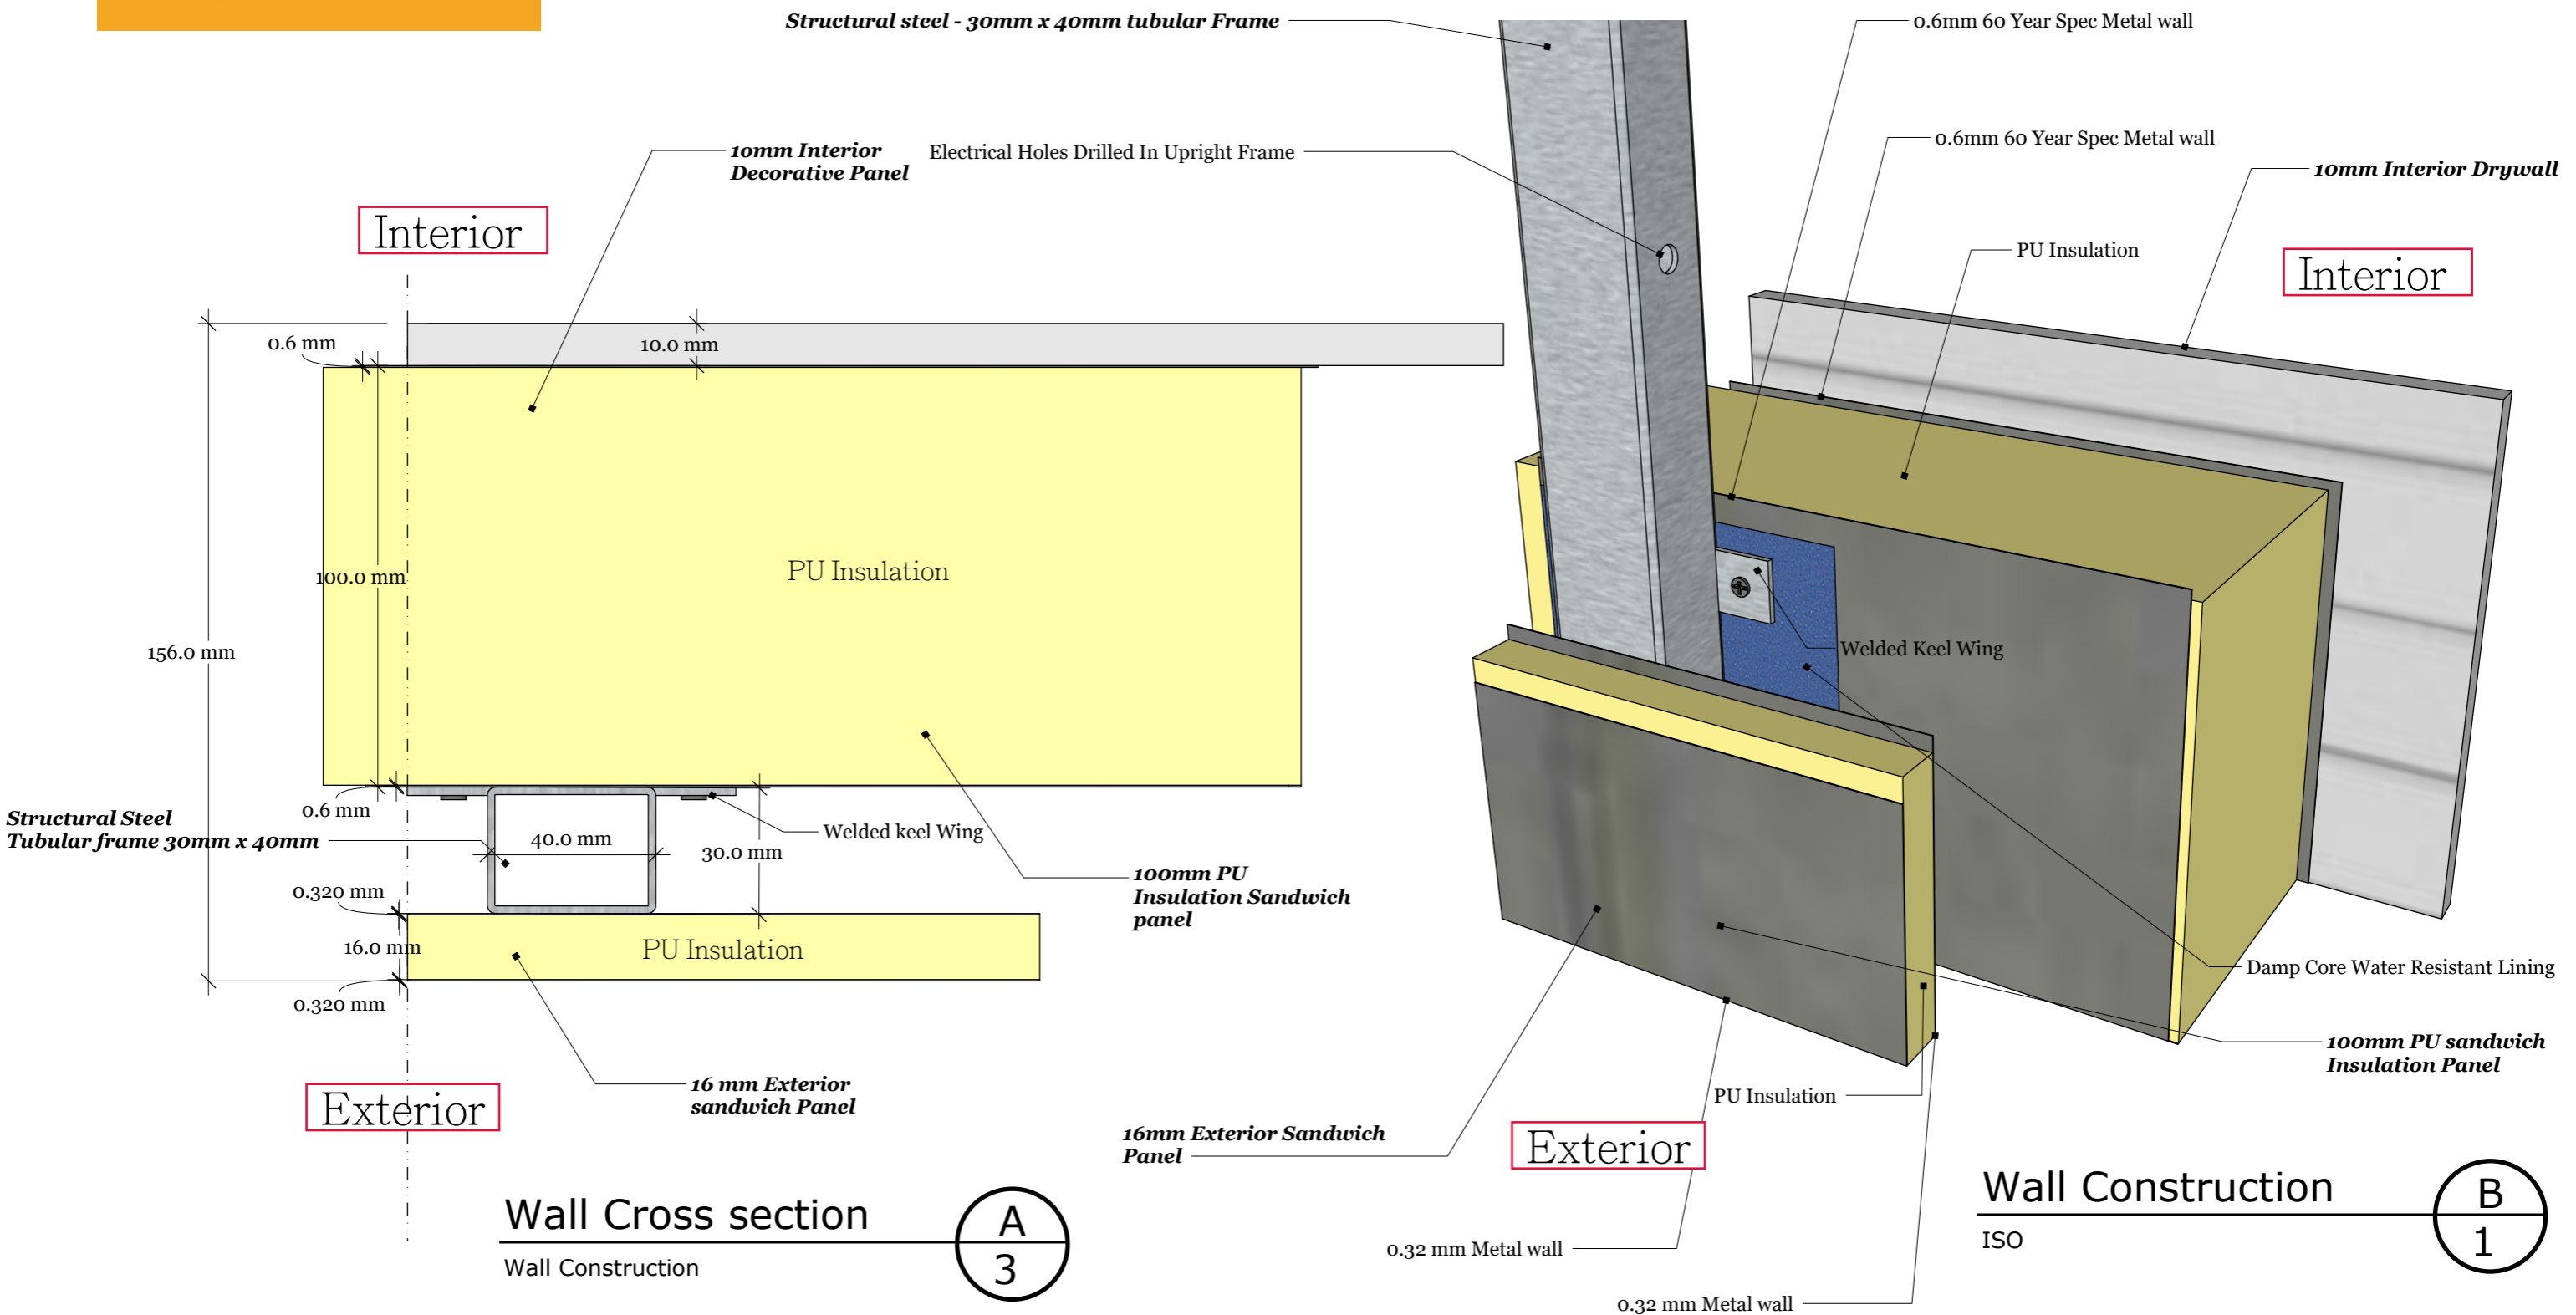 Structural steel - 30mm x 40mm tubular Frame
0.6mm 60 Year Spec Metal wall
10mm Interior
Decorative Panel
Electrical Holes Drilled In Upright Frame
0.6mm 60 Year Spec Metal wall
10mm Interior Drywall
Interior
PU Insulation
Interior
0.6 mm
10.0 mm
100.0 mm
PU Insulation
156.0 mm
Welded Keel Wing
0.6 mm
Structural Steel
Tubular frame 30mm x 40mm
40.0 mm
30.0 mm
Welded keel Wing
0.320 mm
100mm PU
Insulation Sandwich
panel
16.0 mm
PU Insulation
0.320 mm
Damp Core Water Resistant Lining
100mm PU sandwich
Insulation Panel
16 mm Exterior
sandwich Panel
Exterior
PU Insulation
16mm Exterior Sandwich
Panel
Exterior
0.32 mm Metal wall
0.32 mm Metal wall
Wall Cross section
Wall Construction
A
3
Wall Construction
ISO
B
1